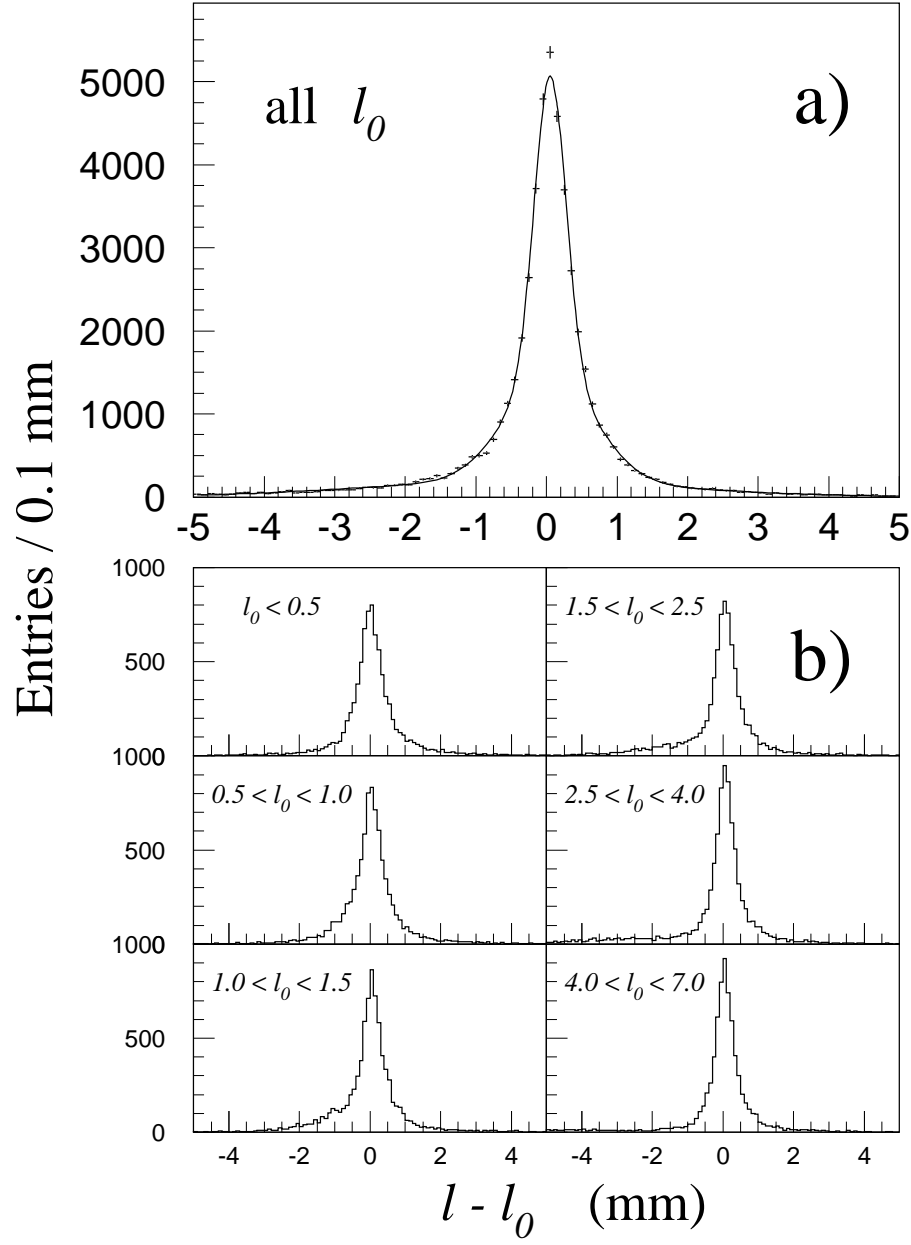 all l0
a)
5000
4000
3000
2000
1000
0
-5 -4 -3 -2 -1 0 1 2 3 4 5
Entries / 0.1 mm
1000
l0 < 0.5
1.5 < l0 < 2.5
b)
500
1000
0
0.5 < l0 < 1.0
2.5 < l0 < 4.0
500
1000
0
1.0 < l0 < 1.5
4.0 < l0 < 7.0
500
0
-4 -2 0 2 4 -4 -2 0 2 4
l - l0 (mm)